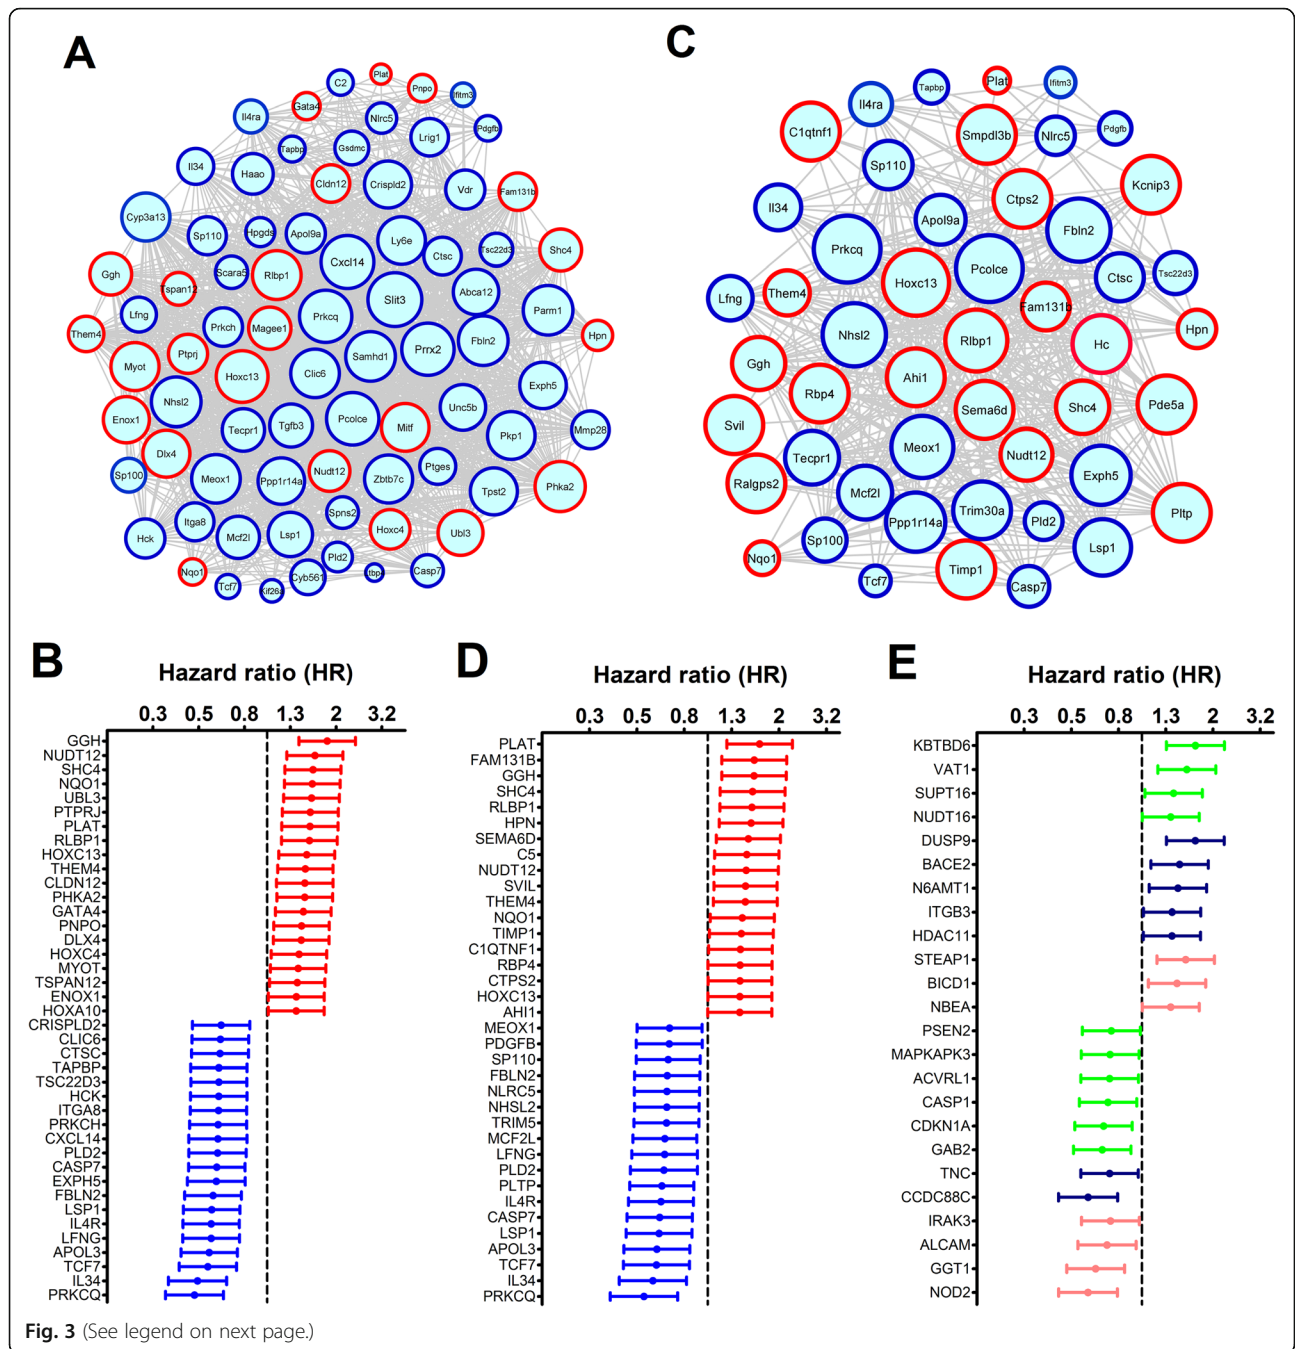 A
C
Plat
C2
Pnpo
Ifitm3
Gata4
Il4ra
Nlrc5
Pdgfb
Lrig1
Tapbp
Gsdmc
Il34
Haao
Cldn12
Crispld2
Vdr
Fam131b
Cyp3a13
Sp110
Hpgds
Apol9a
Ly6e
Ctsc
Tsc22d3
Shc4
Ggh
Tspan12
Scara5
Rlbp1
Cxcl14
Slit3
Abca12
Parm1
Lfng
Them4
Prkch
Magee1
Prkcq
Hpn
Myot
Ptprj
Hoxc13
Samhd1
Prrx2
Fbln2
Clic6
Exph5
Nhsl2
Enox1
Tecpr1
Tgfb3
Pcolce
Mitf
Unc5b
Pkp1
Mmp28
Dlx4
Sp100
Meox1
Ppp1r14a
Nudt12
Zbtb7c
Ptges
Tpst2
Phka2
Itga8
Spns2
Hck
Mcf2l
Lsp1
Hoxc4
Ubl3
Nqo1
Tcf7
Kif26a
Cyb561
Pld2
Casp7
Plat
Tapbp
Ifitm3
Il4ra
C1qtnf1
Smpdl3b
Nlrc5
Pdgfb
Sp110
Kcnip3
Il34
Ctps2
Apol9a
Prkcq
Fbln2
Pcolce
Hoxc13
Ctsc
Tsc22d3
Lfng
Them4
Fam131b
Nhsl2
Rlbp1
Hc
Hpn
Ggh
Ahi1
Rbp4
Sema6d
Shc4
Pde5a
Svil
Tecpr1
Meox1
Nudt12
Ralgps2
Mcf2l
Exph5
Ppp1r14a
Trim30a
Pld2
Pltp
Sp100
Lsp1
Nqo1
Tcf7
Timp1
Casp7
B
Hazard ratio (HR)
0.3 0.5 0.8 1.3 2 3.2
GGH
NUDT12
SHC4
NQO1
UBL3
PTPRJ
PLAT
RLBP1
HOXC13
THEM4
CLDN12
PHKA2
GATA4
PNPO
DLX4
HOXC4
MYOT
TSPAN12
ENOX1
HOXA10
CRISPLD2
CLIC6
CTSC
TAPBP
TSC22D3
HCK
ITGA8
PRKCH
CXCL14
PLD2
CASP7
EXPH5
FBLN2
LSP1
IL4R
LFNG
APOL3
TCF7
IL34
PRKCQ
D
Hazard ratio (HR)
0.3 0.5 0.8 1.3 2 3.2
PLAT
FAM131B
GGH
SHC4
RLBP1
HPN
SEMA6D
C5
NUDT12
SVIL
THEM4
NQO1
TIMP1
C1QTNF1
RBP4
CTPS2
HOXC13
AHI1
MEOX1
PDGFB
SP110
FBLN2
NLRC5
NHSL2
TRIM5
MCF2L
LFNG
PLD2
PLTP
IL4R
CASP7
LSP1
APOL3
TCF7
IL34
PRKCQ
E
Hazard ratio (HR)
0.3 0.5 0.8 1.3 2 3.2
KBTBD6
VAT1
SUPT16
NUDT16
DUSP9
BACE2
N6AMT1
ITGB3
HDAC11
STEAP1
BICD1
NBEA
PSEN2
MAPKAPK3
ACVRL1
CASP1
CDKN1A
GAB2
TNC
CCDC88C
IRAK3
ALCAM
GGT1
NOD2
Fig. 3 (See legend on next page.)